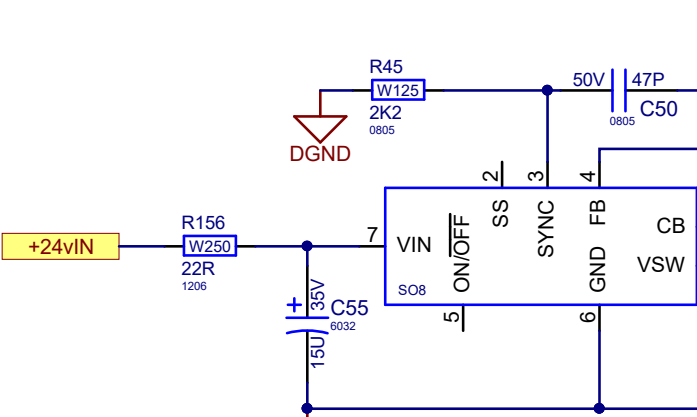 R45
W125
2K2
0805
DGND
50V
47P
0805
C50
2
3
4
SS
SYNC
FB
CB
VSW
+24vIN
R156
W250
22R
1206
7
VIN
ON/OFF
GND
SO8
5
6
+
35V
C55
6032
15U